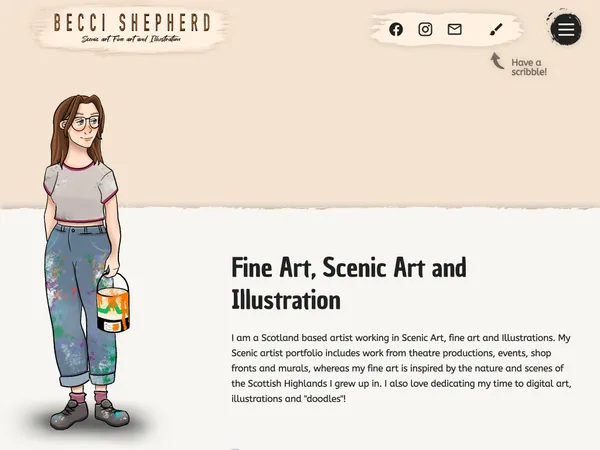 BECCI SHEPHERD
Scenic art Fine art and Illustration
Have a
scribble!
Fine Art, Scenic Art and
Illustration
I am a Scotland based artist working in Scenic Art, fine art and Illustrations. My
Scenic artist portfolio includes work from theatre productions, events, shop
fronts and murals, whereas my fine art is inspired by the nature and scenes of
the Scottish Highlands I grew up in. I also love dedicating my time to digital art,
illustrations and "doodles"!